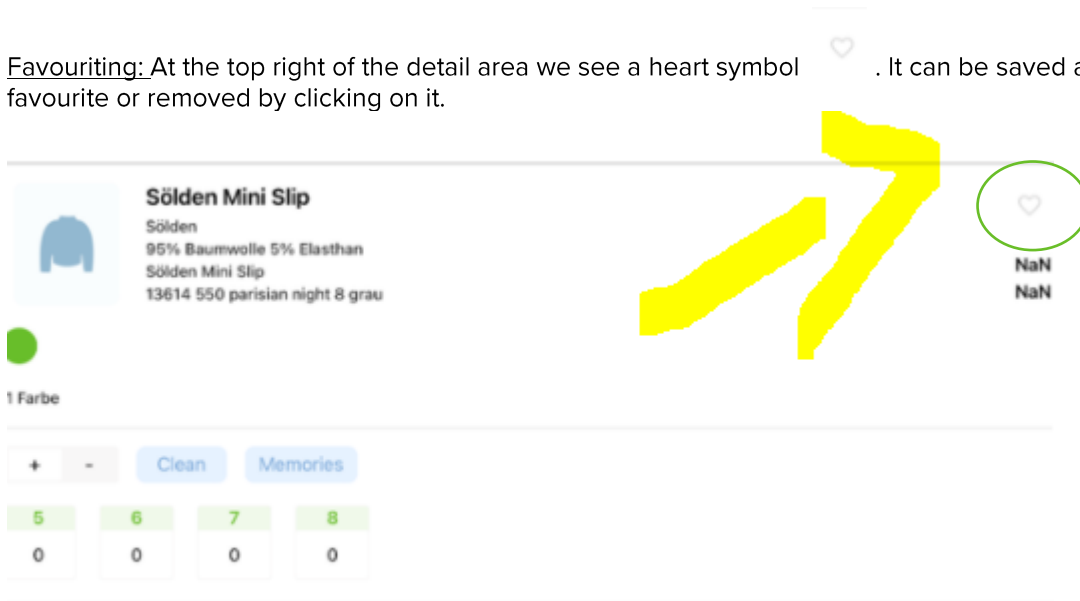 Favouriting: At the top right of the detail area we see a heart symbol . It can be saved a
favourite or removed by clicking on it.
Sölden Mini Slip
Sölden
95% Baumwolle 5% Elasthan
Sölden Mini Slip
13614 550 parisian night 8 grau
NaN
NaN
1 Farbe
+ - Clean Memories
5 6 7 8
0 0 0 0